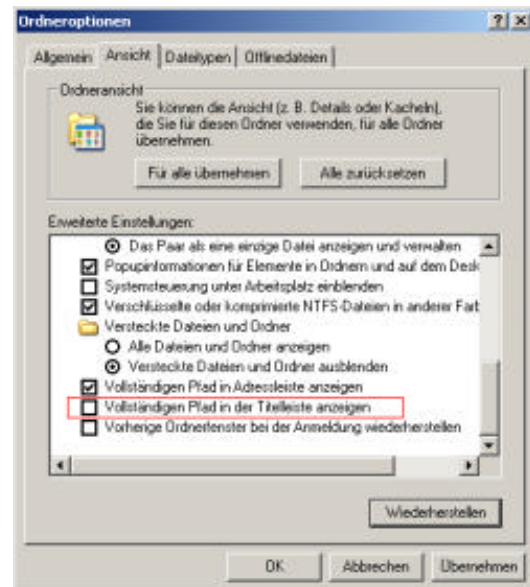 Ordneroptionen
Allgemein Ansicht Dateitypen Offlinedateien
Ordneransicht
Sie können die Ansicht (z. B. Details oder Kacheln),
die Sie für diesen Ordner verwenden, für alle Ordner
übernehmen.
Für alle übernehmen Alle zurücksetzen
Erweiterte Einstellungen:
Das Paar als eine einzige Datei anzeigen und verwalten
Popupinformationen für Elemente in Ordnern und auf dem Desk
Systemsteuerung unter Arbeitsplatz einblenden
Verschlüsselte oder komprimierte NTFS-Dateien in anderer Farb
Versteckte Dateien und Ordner
Alle Dateien und Ordner anzeigen
Versteckte Dateien und Ordner ausblenden
Vollständigen Pfad in Adressleiste anzeigen
Vollständigen Pfad in der Titelleiste anzeigen
Vorherige Ordnerfenster bei der Anmeldung wiederherstellen
Wiederherstellen
OK Abbrechen Übernehmen